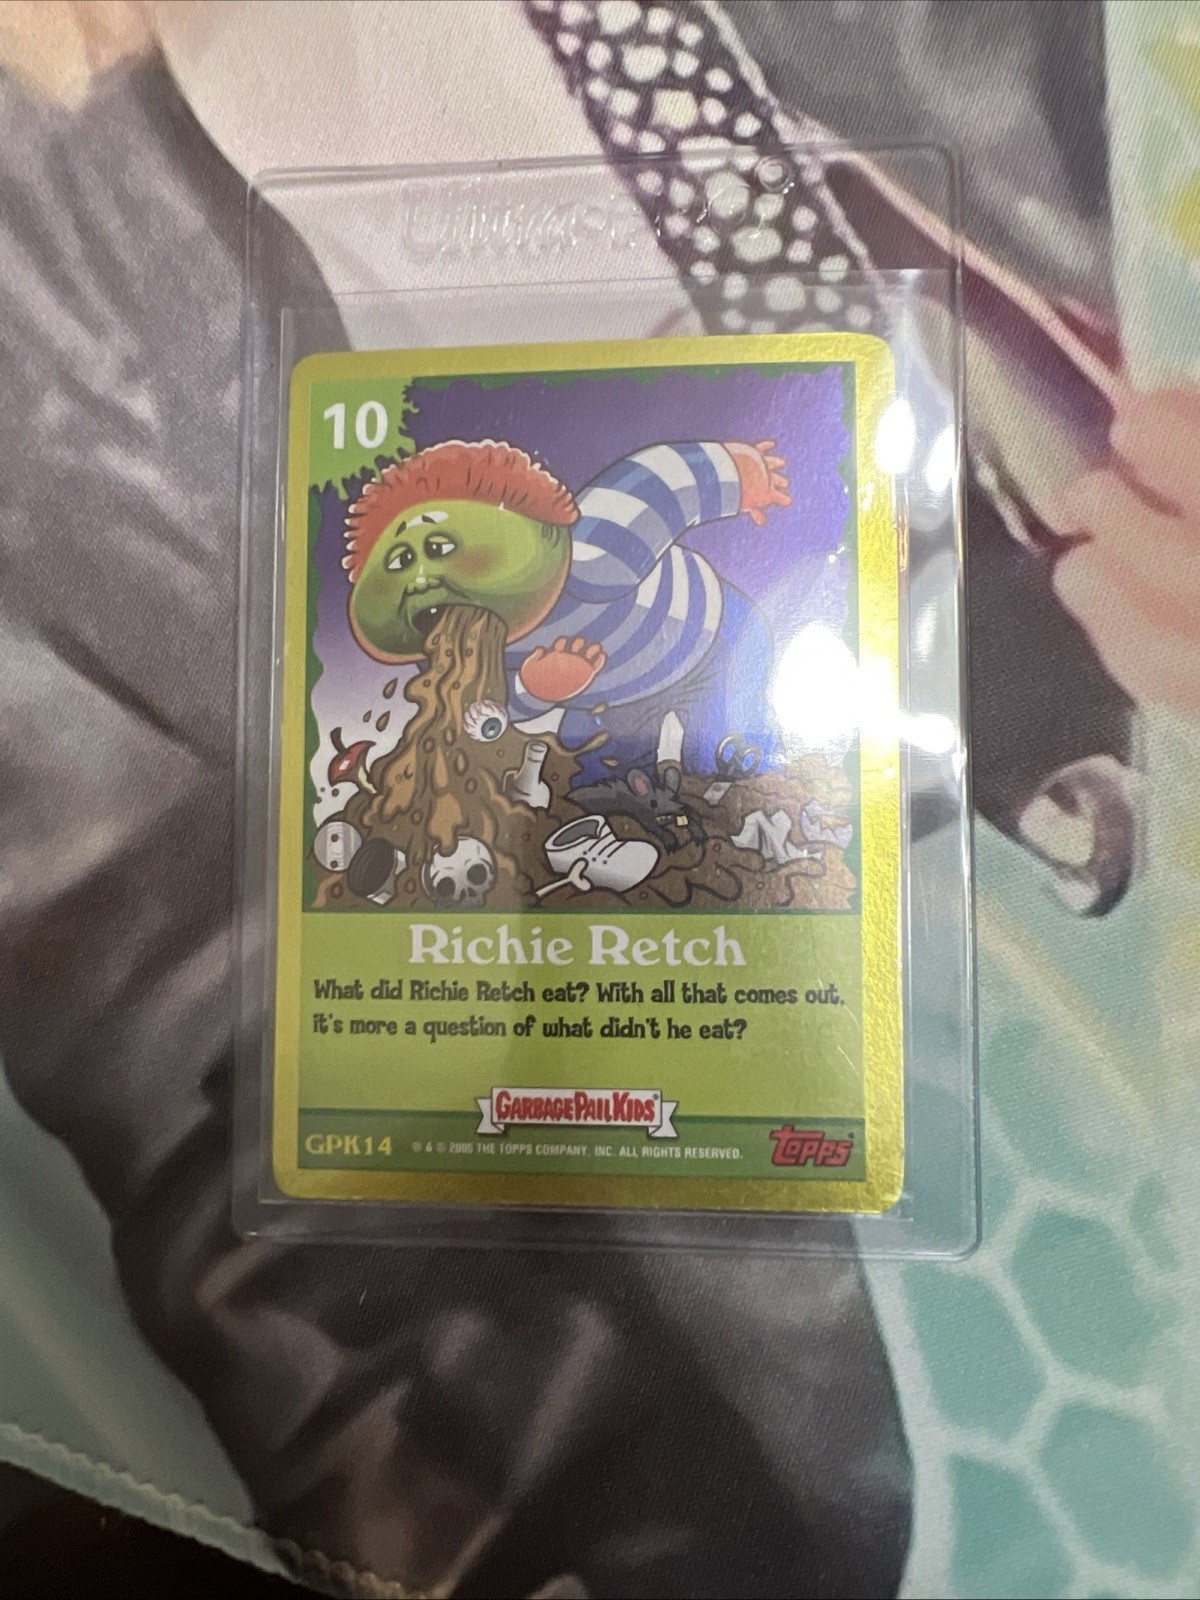 Ultra
10
Richie Retch
What did Richie Retch eat? With all that comes out,
it's more a question of what didn't he eat?
GARBAGE PAIL KIDS
GPK14
® & © 2005 THE TOPPS COMPANY, INC. ALL RIGHTS RESERVED.
TOPPS